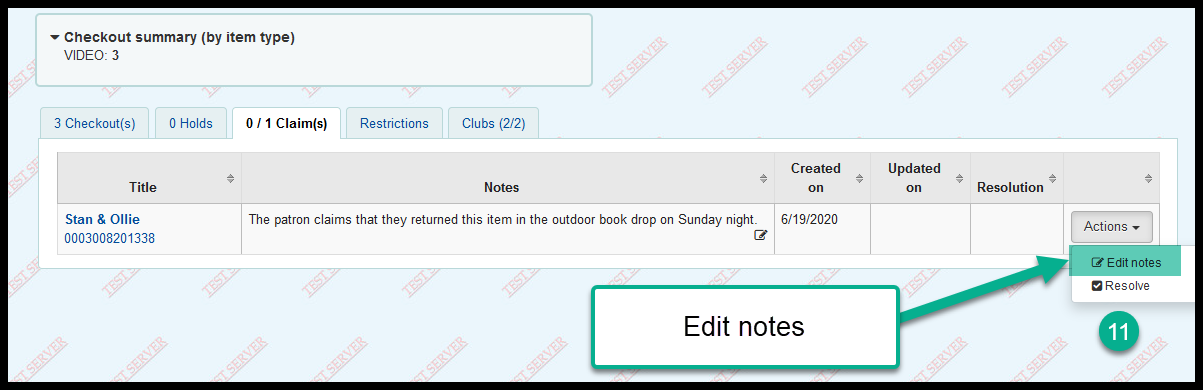 Checkout summary (by item type)
VIDEO: 3
3 Checkout(s) 0 Holds 0 / 1 Claim(s) Restrictions Clubs (2/2)
Title Notes Created on Updated on Resolution
Stan & Ollie
0003008201338
The patron claims that they returned this item in the outdoor book drop on Sunday night.
6/19/2020
Actions
Edit notes
Resolve
Edit notes
11
TEST SERVER